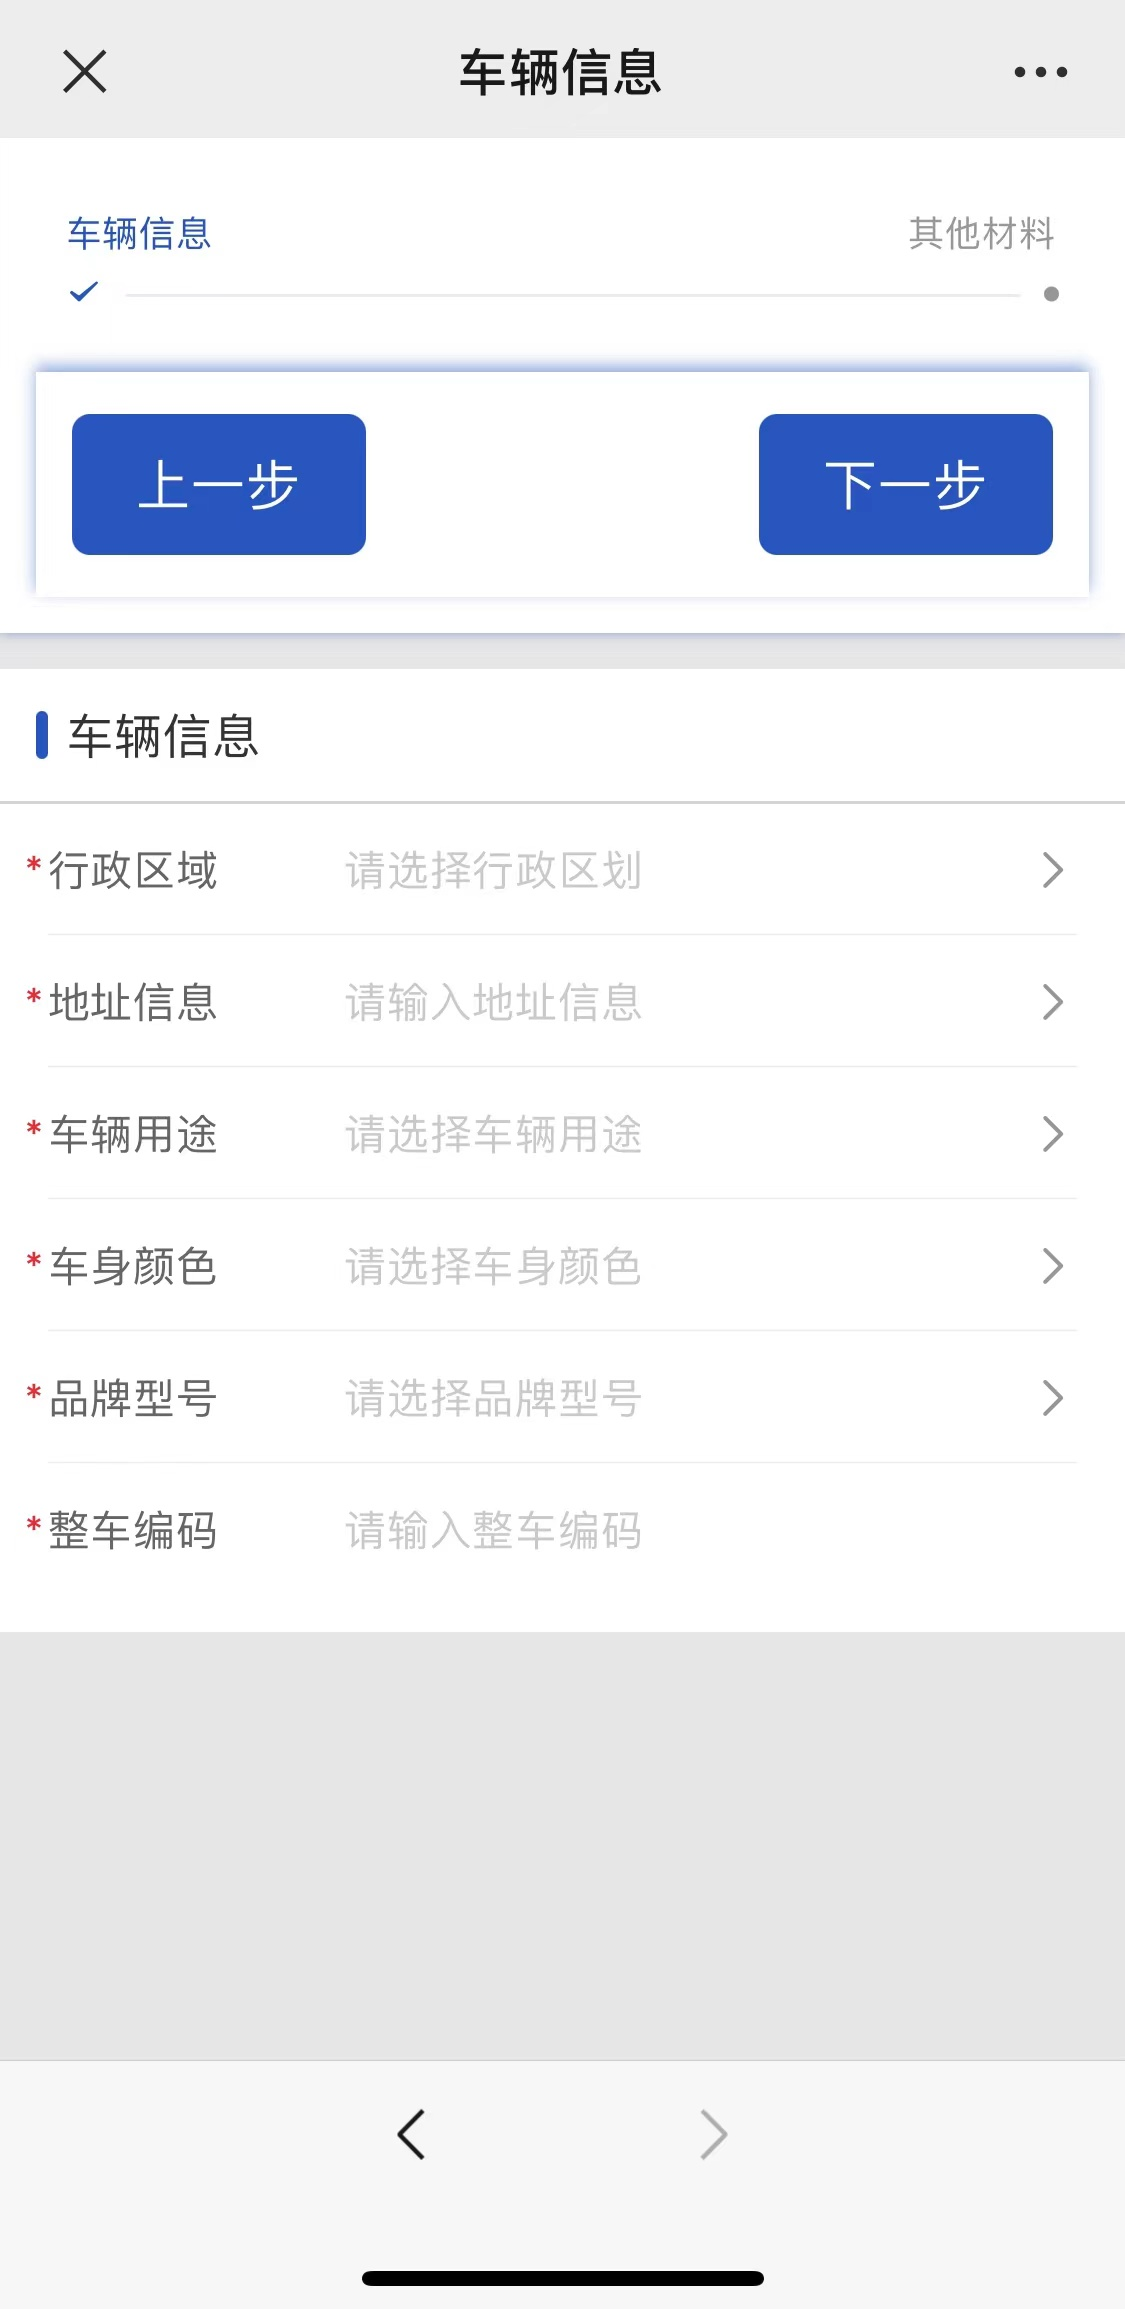 车辆信息
车辆信息 其他材料
上一步 下一步
车辆信息
*行政区域 请选择行政区划
*地址信息 请输入地址信息
*车辆用途 请选择车辆用途
*车身颜色 请选择车身颜色
*品牌型号 请选择品牌型号
*整车编码 请输入整车编码